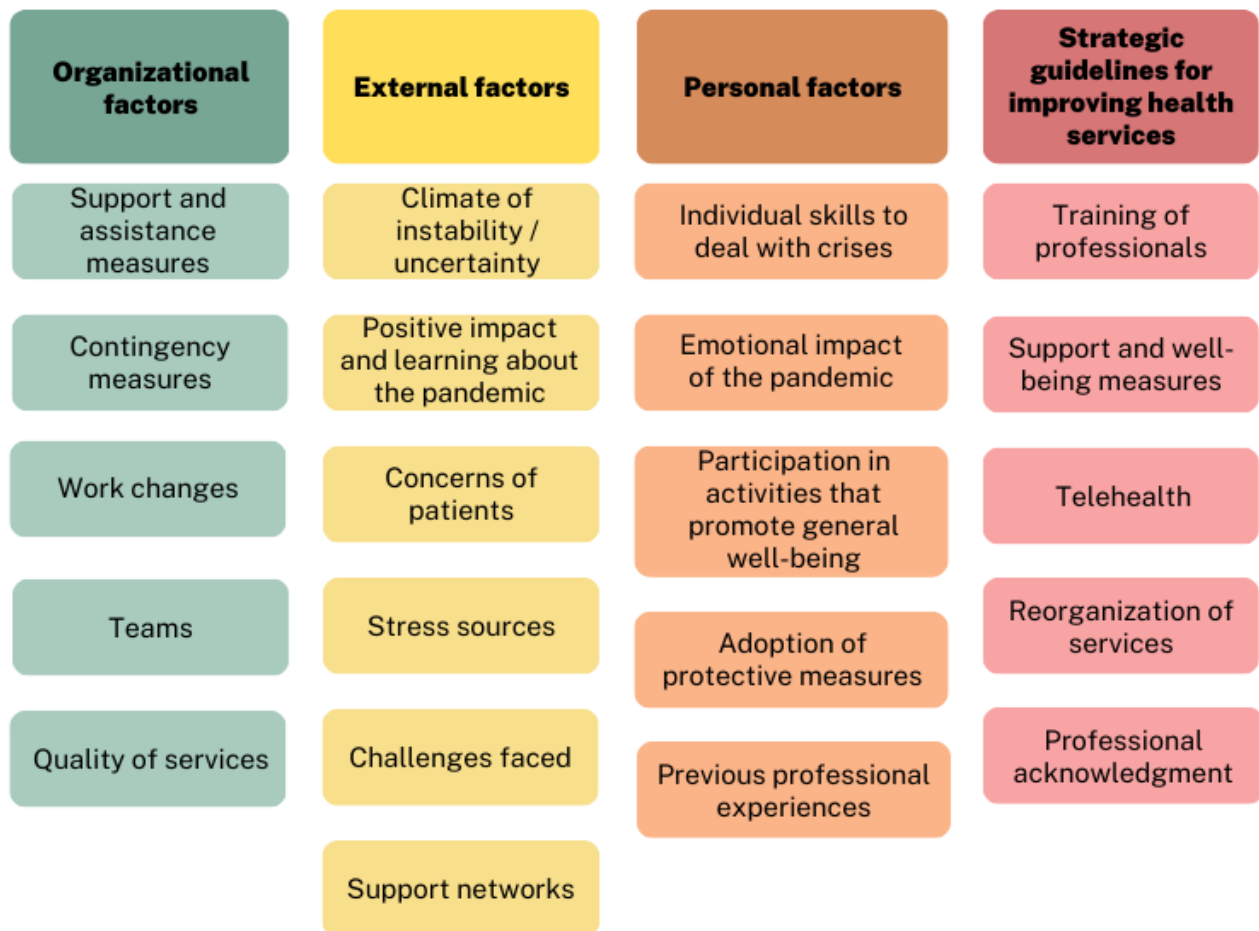 Organizational
factors
Support and
assistance
measures
Contingency
measures
Work changes
Teams
Quality of services
External factors
Climate of
instability /
uncertainty
Positive impact
and learning about
the pandemic
Concerns of
patients
Stress sources
Challenges faced
Support networks
Personal factors
Individual skills to
deal with crises
Emotional impact
of the pandemic
Participation in
activities that
promote general
well-being
Adoption of
protective measures
Previous professional
experiences
Strategic
guidelines for
improving health
services
Training of
professionals
Support and well-
being measures
Telehealth
Reorganization of
services
Professional
acknowledgment